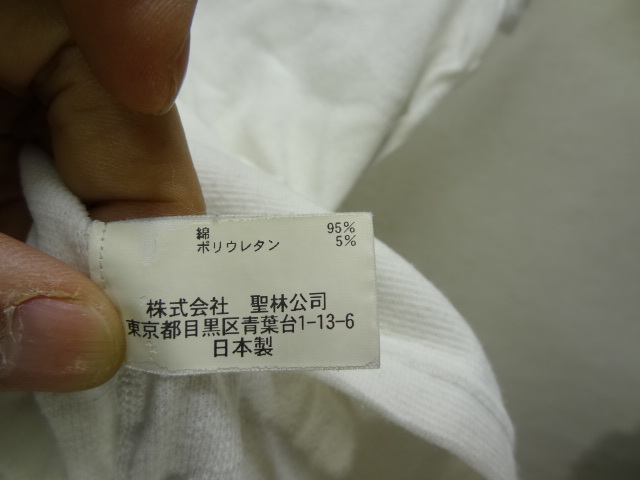 綿 95%
ポリウレタン 5%
株式会社 聖林公司
東京都目黒区青葉台1-13-6
日本製